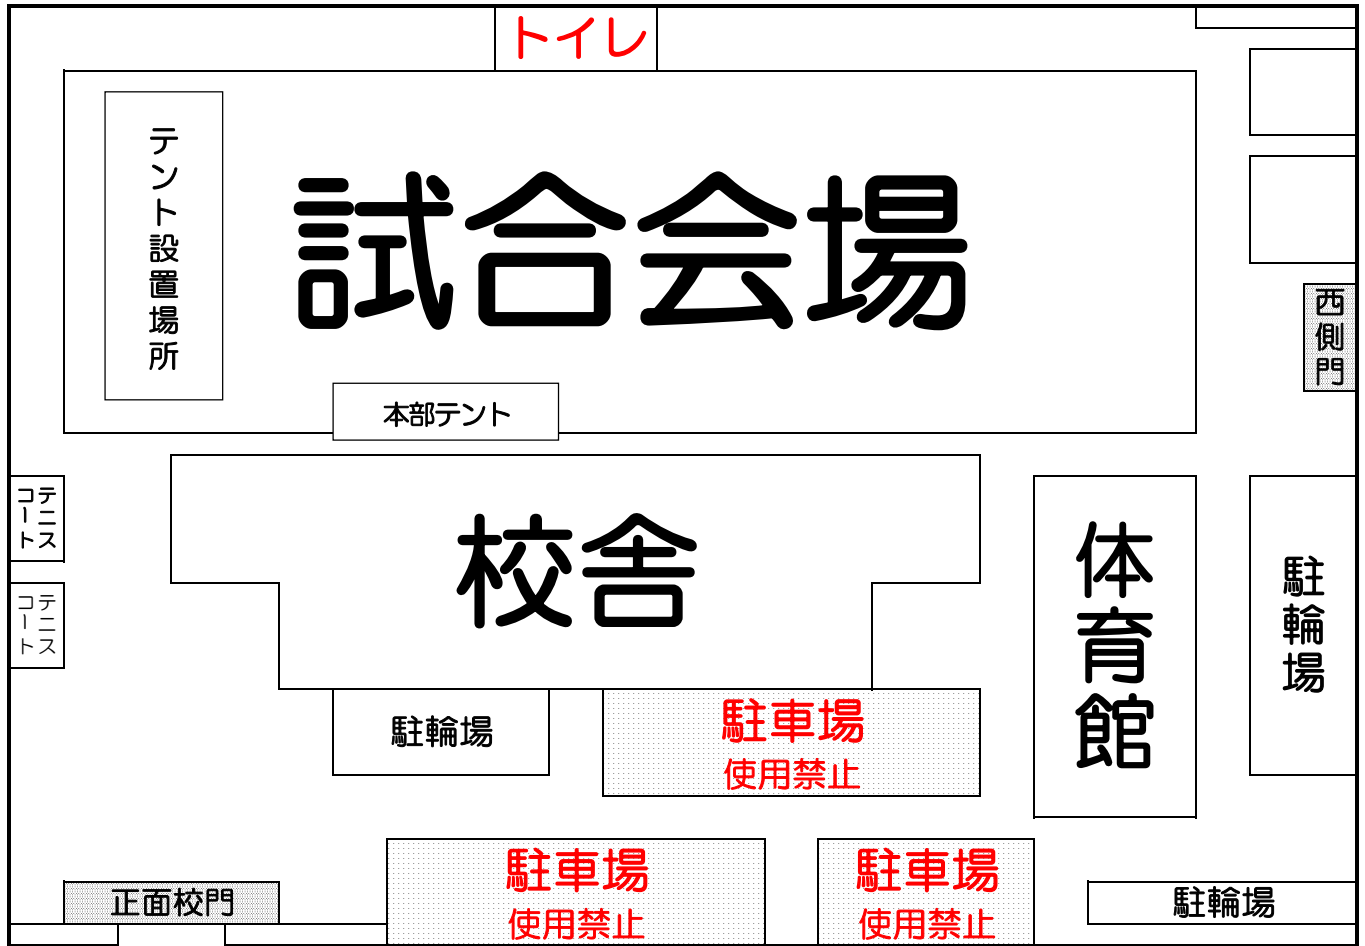 トイレ
テント設置場所
試合会場
西側門
本部テント
テニス
コート
テニス
コート
校舎
体育館
駐輪場
駐輪場
駐車場
使用禁止
駐車場
使用禁止
駐車場
使用禁止
正面校門
駐輪場